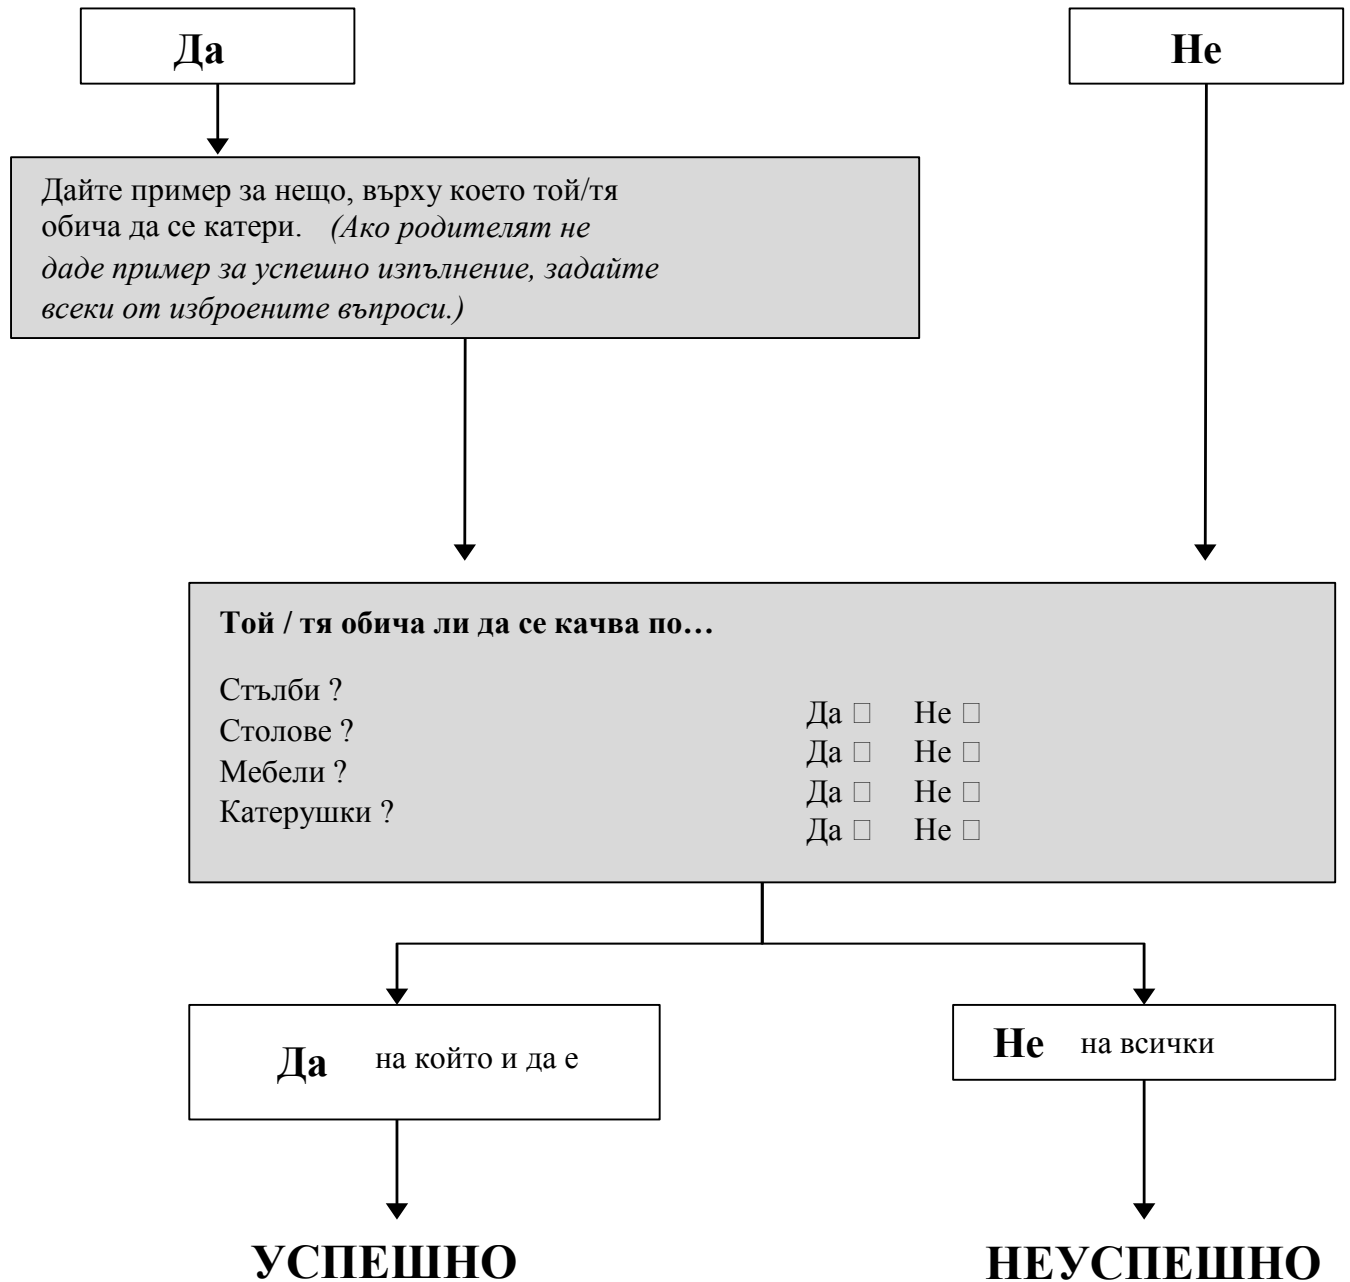 Да
Не
Дайте пример за нещо, върху което той/тя
обича да се катери. (Ако родителят не
даде пример за успешно изпълнение, задайте
всеки от изброените въпроси.)
Той / тя обича ли да се качва по…
Стълби ?
Столове ?
Мебели ?
Катерушки ?
Да □ Не □
Да □ Не □
Да □ Не □
Да □ Не □
Да на който и да е
Не на всички
УСПЕШНО
НЕУСПЕШНО